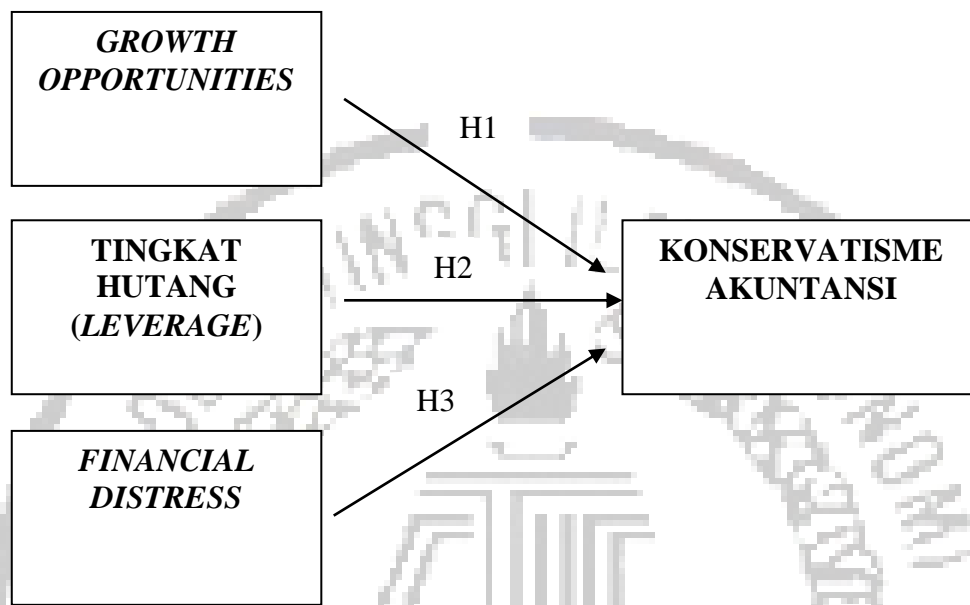 GROWTH
OPPORTUNITIES
H1
TINGKAT
HUTANG
(LEVERAGE)
H2
KONSERVATISME
AKUNTANSI
H3
FINANCIAL
DISTRESS